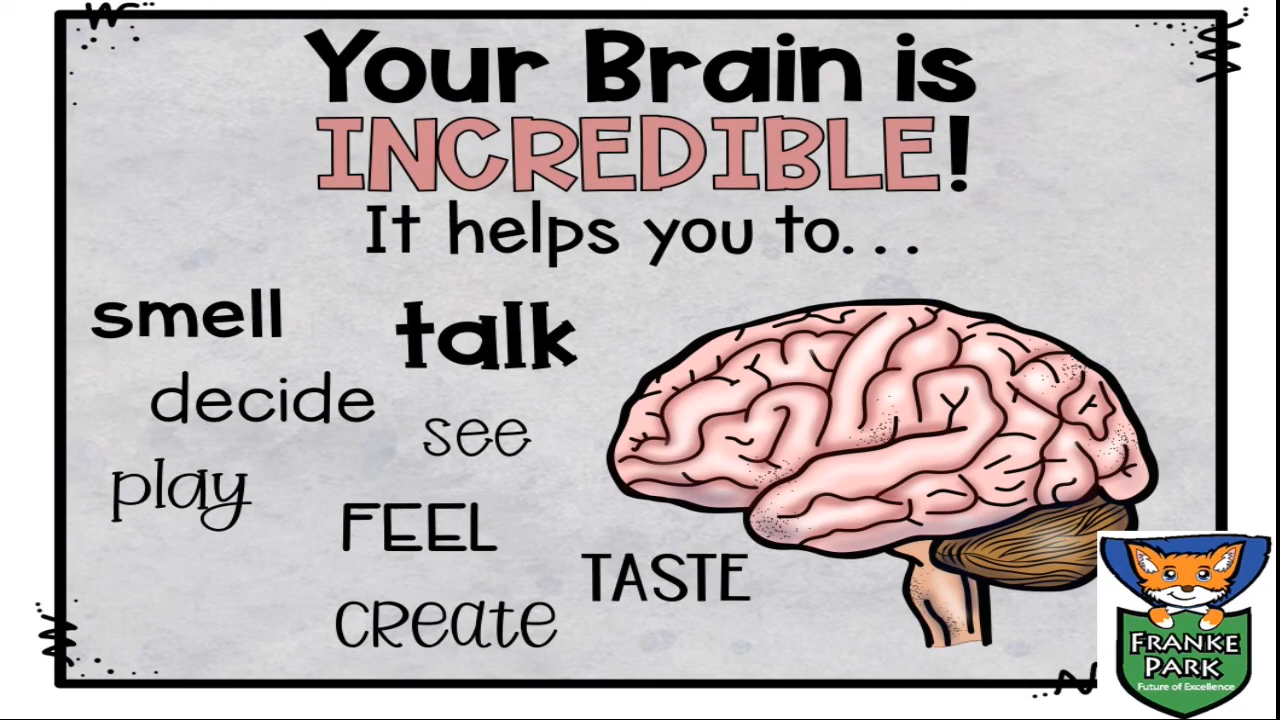 Your Brain is
INCREDIBLE!
It helps you to...
smell
talk
decide
see
play
FEEL
TASTE
CReate
FRANKE
PARK
Future of Excellence